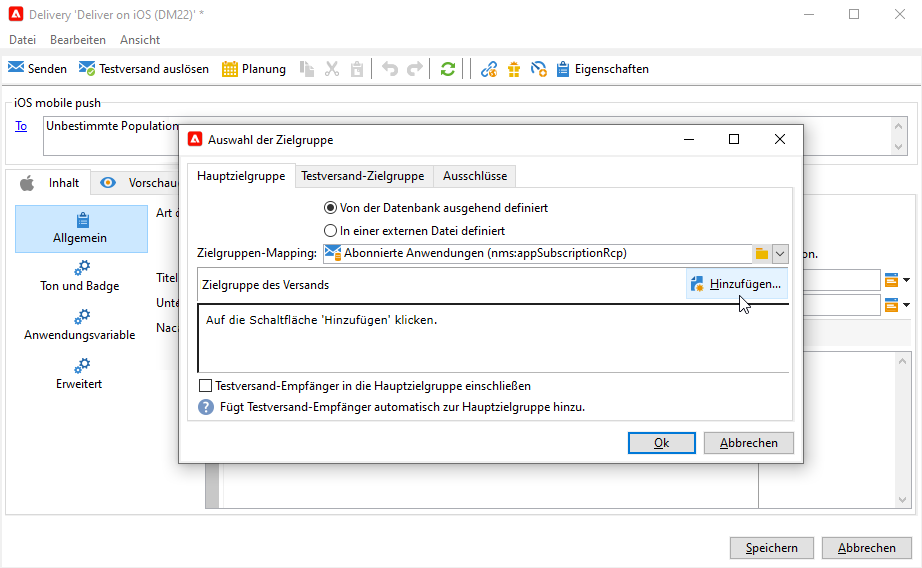 Delivery 'Deliver on iOS (DM22)' *
Datei Bearbeiten Ansicht
Senden Testversand auslösen Planung Eigenschaften
iOS mobile push
To Unbestimmte Population
Auswahl der Zielgruppe
Inhalt Vorschau
Hauptzielgruppe Testversand-Zielgruppe Ausschlüsse
Allgemein
Ton und Badge
Anwendungsvariable
Erweitert
Art
Titel
Unte
Nac
on.
Von der Datenbank ausgehend definiert
In einer externen Datei definiert
Zielgruppen-Mapping: Abonnierte Anwendungen (nms:appSubscriptionRcp)
Zielgruppe des Versands Hinzufügen...
Auf die Schaltfläche 'Hinzufügen' klicken.
Testversand-Empfänger in die Hauptzielgruppe einschließen
Fügt Testversand-Empfänger automatisch zur Hauptzielgruppe hinzu.
Ok Abbrechen
Speichern Abbrechen